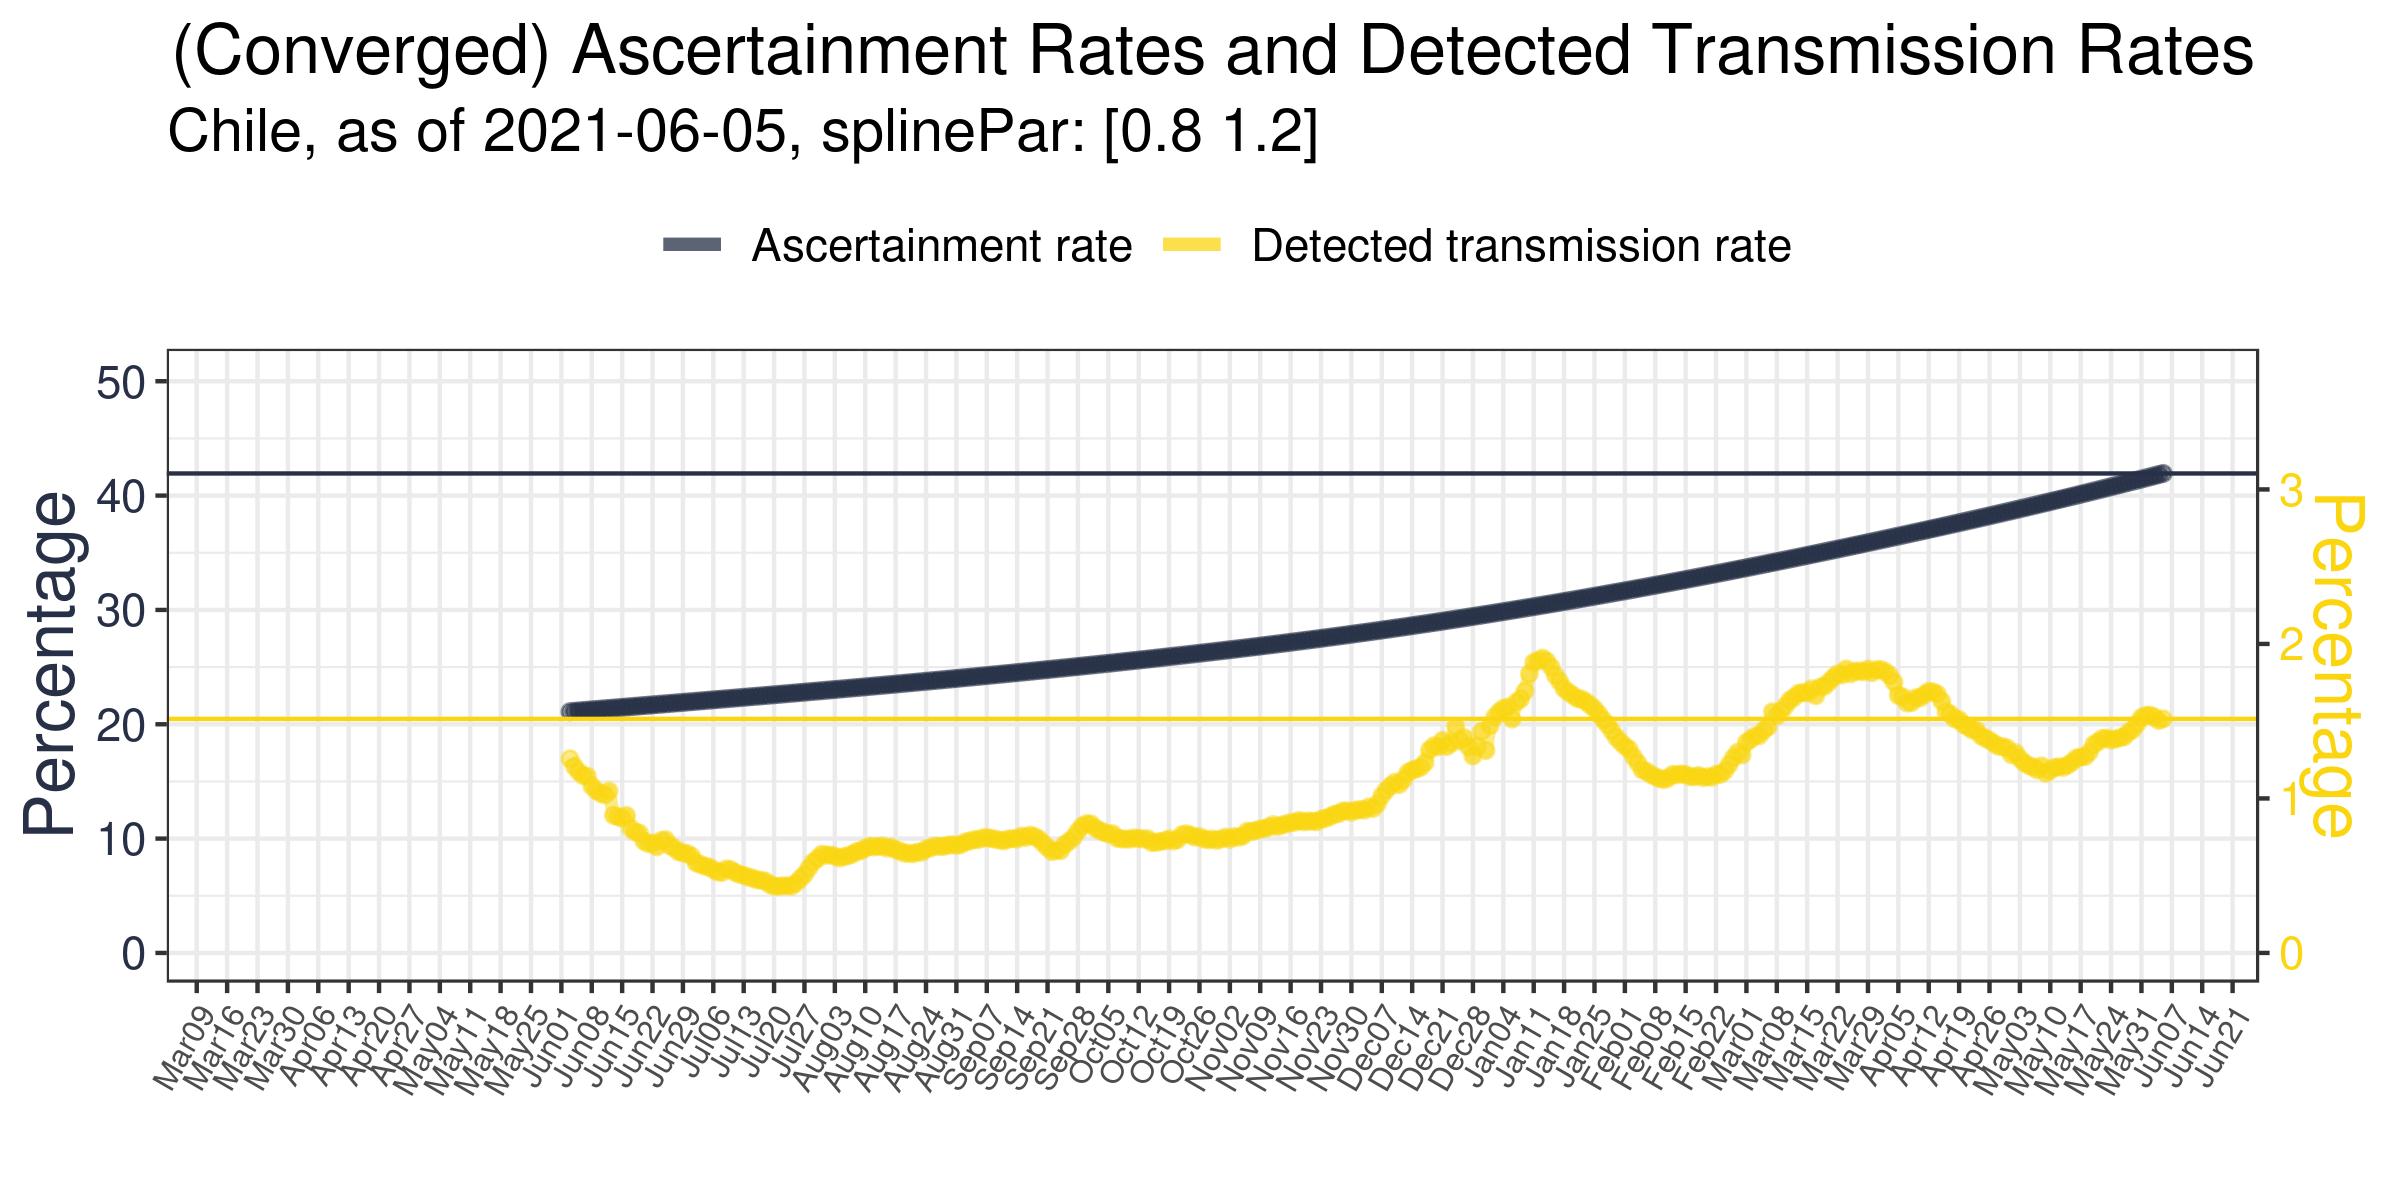 (Converged) Ascertainment Rates and Detected Transmission Rates
Chile, as of 2021-06-05, splinePar: [0.8 1.2]
Ascertainment rate Detected transmission rate
Percentage
50
40
30
20
10
0
3
2
1
0
Percentage
Mar09 Mar16 Mar23 Mar30 Apr06 Apr13 Apr20 Apr27 May04 May11 May18 May25 Jun01 Jun08 Jun15 Jun22 Jun29 Jul06 Jul13 Jul20 Jul27 Aug03 Aug10 Aug17 Aug24 Aug31 Sep07 Sep14 Sep21 Sep28 Oct05 Oct12 Oct19 Oct26 Nov02 Nov09 Nov16 Nov23 Nov30 Dec07 Dec14 Dec21 Dec28 Jan04 Jan11 Jan18 Jan25 Feb01 Feb08 Feb15 Feb22 Mar01 Mar08 Mar15 Mar22 Mar29 Apr05 Apr12 Apr19 Apr26 May03 May10 May17 May24 May31 Jun07 Jun14 Jun21